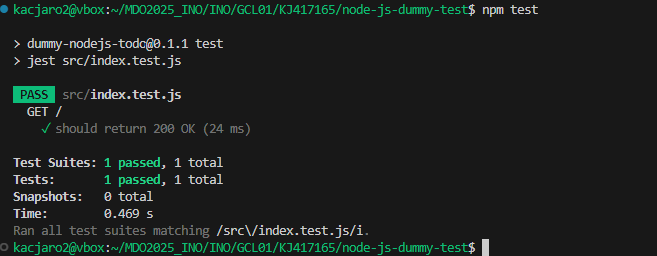 kacjaro2@vbox:~/MDO2025_INO/INO/GCL01/KJ417165/node-js-dummy-test$ npm test
> dummy-nodejs-todo@0.1.1 test
> jest src/index.test.js
PASS src/index.test.js
GET /
✓ should return 200 OK (24 ms)
Test Suites: 1 passed, 1 total
Tests: 1 passed, 1 total
Snapshots: 0 total
Time: 0.469 s
Ran all test suites matching /src\/index.test.js/i.
kacjaro2@vbox:~/MDO2025_INO/INO/GCL01/KJ417165/node-js-dummy-test$